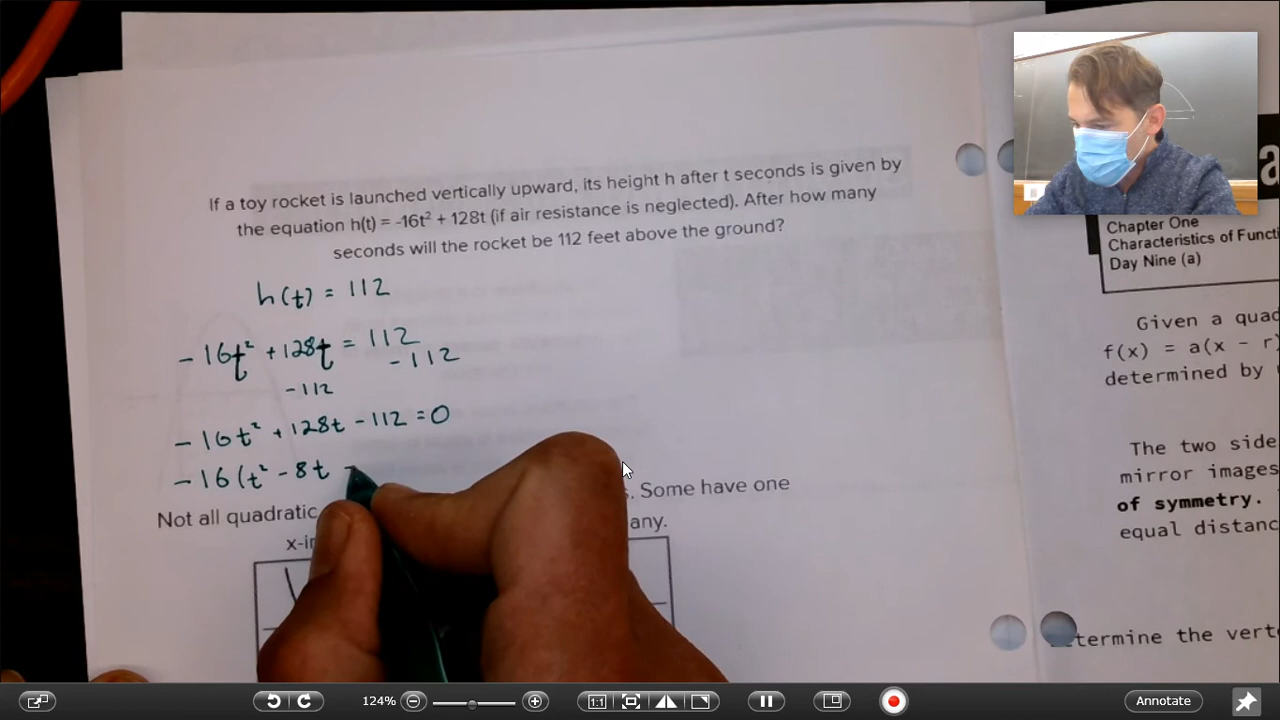 If a toy rocket is launched vertically upward, its height h after t seconds is given by
the equation h(t) = -16t² + 128t (if air resistance is neglected). After how many
seconds will the rocket be 112 feet above the ground?
h(t) = 112
-16t² +128t = 112
-112
-112
-16t² +128t -112 =0
-16(t² -8t
Not all quadratic
Some have one
any.
Chapter One
Characteristics of Funct
Day Nine (a)
Given a quad
f(x) = a(x - r
determined by
The two side
mirror images
of symmetry.
equal distanc
termine the verte
124%
1:1
Annotate